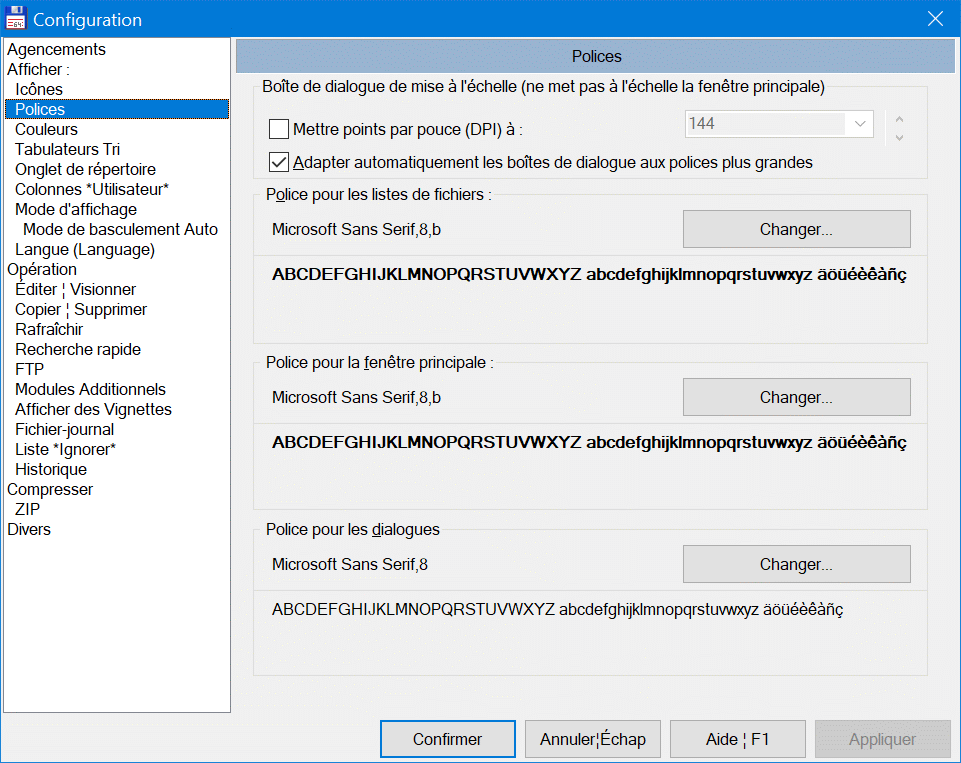 Configuration
Agencements
Afficher :
Icônes
Polices
Couleurs
Tabulateurs Tri
Onglet de répertoire
Colonnes *Utilisateur*
Mode d'affichage
Mode de basculement Auto
Langue (Language)
Opération
Éditer ¦ Visionner
Copier ¦ Supprimer
Rafraîchir
Recherche rapide
FTP
Modules Additionnels
Afficher des Vignettes
Fichier-journal
Liste *Ignorer*
Historique
Compresser
ZIP
Divers
Polices
Boîte de dialogue de mise à l'échelle (ne met pas à l'échelle la fenêtre principale)
Mettre points par pouce (DPI) à : 144
Adapter automatiquement les boîtes de dialogue aux polices plus grandes
Police pour les listes de fichiers :
Microsoft Sans Serif,8,b Changer...
ABCDEFGHIJKLMNOPQRSTUVWXYZ abcdefghijklmnopqrstuvwxyz äöüéèêàñç
Police pour la fenêtre principale :
Microsoft Sans Serif,8,b Changer...
ABCDEFGHIJKLMNOPQRSTUVWXYZ abcdefghijklmnopqrstuvwxyz äöüéèêàñç
Police pour les dialogues
Microsoft Sans Serif,8 Changer...
ABCDEFGHIJKLMNOPQRSTUVWXYZ abcdefghijklmnopqrstuvwxyz äöüéèêàñç
Confirmer Annuler¦Échap Aide ¦ F1 Appliquer